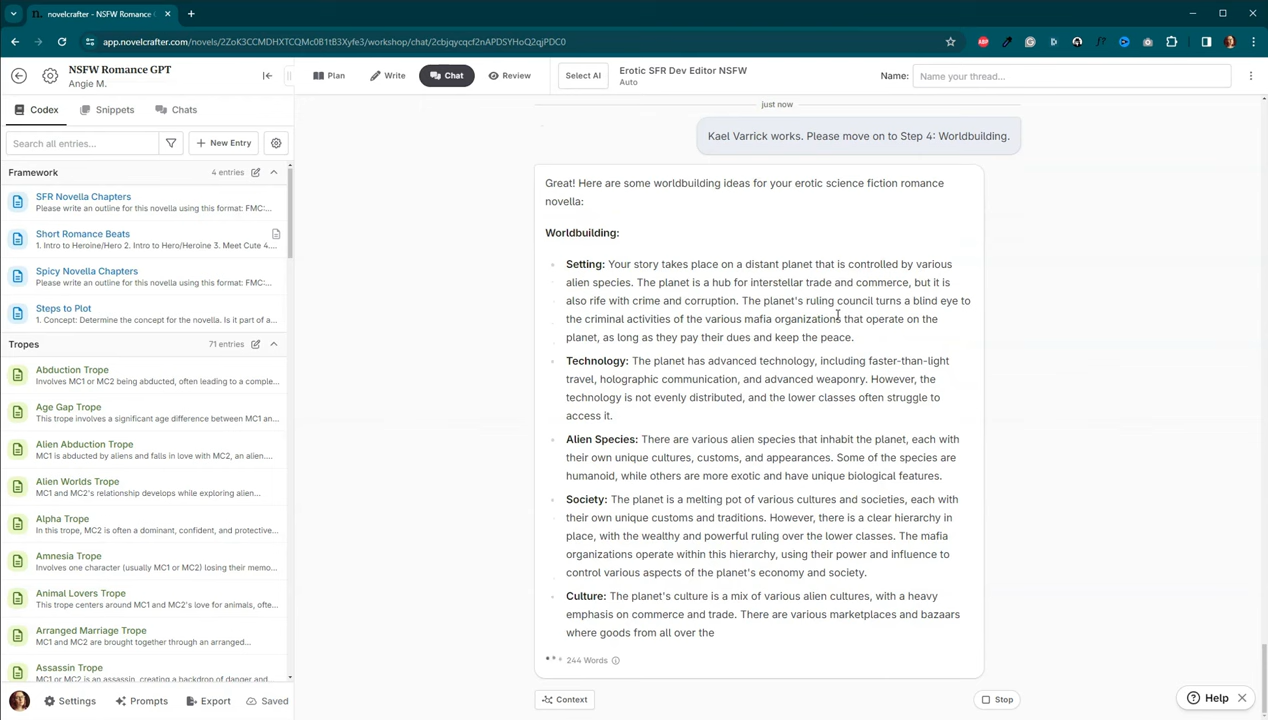 novelcrafter - NSFW Romance G
app.novelcrafter.com/novels/2ZoK3CCMDHXTCQMc0B1tB3Xyfe3/workshop/chat/2cbjqycqcf2nAPDSYHoQ2qjPDC0
NSFW Romance GPT
Angie M.
Plan
Write
Chat
Review
Select AI
Erotic SFR Dev Editor NSFW
Auto
Name:
Name your thread...
Codex
Snippets
Chats
Search all entries...
+ New Entry
Framework
4 entries
SFR Novella Chapters
Please write an outline for this novella using this format: FMC:...
Short Romance Beats
1. Intro to Heroine/Hero 2. Intro to Hero/Heroine 3. Meet Cute 4....
Spicy Novella Chapters
Please write an outline for this novella using this format: FMC:...
Steps to Plot
1. Concept: Determine the concept for the novella. Is it part of a...
Tropes
71 entries
Abduction Trope
Involves MC1 or MC2 being abducted, often leading to a comple...
Age Gap Trope
This trope involves a significant age difference between MC1 an...
Alien Abduction Trope
MC1 is abducted by aliens and falls in love with MC2, an alien....
Alien Worlds Trope
MC1 and MC2's relationship develops while exploring alien...
Alpha Trope
In this trope, MC2 is often a dominant, confident, and protective...
Amnesia Trope
Involves one character (usually MC1 or MC2) losing their memo...
Animal Lovers Trope
This trope centers around MC1 and MC2's love for animals, ofte...
Arranged Marriage Trope
MC1 and MC2 are brought together through an arranged...
Assassin Trope
MC1 or MC2 is an assassin, creating a backdrop of danger and
Settings
Prompts
Export
Saved
just now
Kael Varrick works. Please move on to Step 4: Worldbuilding.
Great! Here are some worldbuilding ideas for your erotic science fiction romance
novella:
Worldbuilding:
Setting: Your story takes place on a distant planet that is controlled by various
alien species. The planet is a hub for interstellar trade and commerce, but it is
also rife with crime and corruption. The planet's ruling council turns a blind eye to
the criminal activities of the various mafia organizations that operate on the
planet, as long as they pay their dues and keep the peace.
Technology: The planet has advanced technology, including faster-than-light
travel, holographic communication, and advanced weaponry. However, the
technology is not evenly distributed, and the lower classes often struggle to
access it.
Alien Species: There are various alien species that inhabit the planet, each with
their own unique cultures, customs, and appearances. Some of the species are
humanoid, while others are more exotic and have unique biological features.
Society: The planet is a melting pot of various cultures and societies, each with
their own unique customs and traditions. However, there is a clear hierarchy in
place, with the wealthy and powerful ruling over the lower classes. The mafia
organizations operate within this hierarchy, using their power and influence to
control various aspects of the planet's economy and society.
Culture: The planet's culture is a mix of various alien cultures, with a heavy
emphasis on commerce and trade. There are various marketplaces and bazaars
where goods from all over the
244 Words
Context
Stop
Help